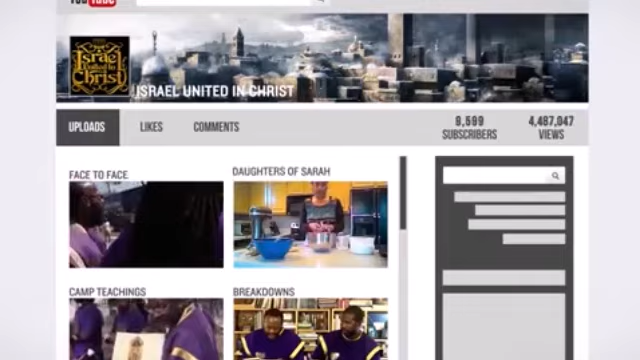 YOUTUBE
Israel
United In
Christ
ISRAEL UNITED IN CHRIST
UPLOADS
LIKES
COMMENTS
9,599
SUBSCRIBERS
4,487,047
VIEWS
FACE TO FACE
DAUGHTERS OF SARAH
CAMP TEACHINGS
BREAKDOWNS